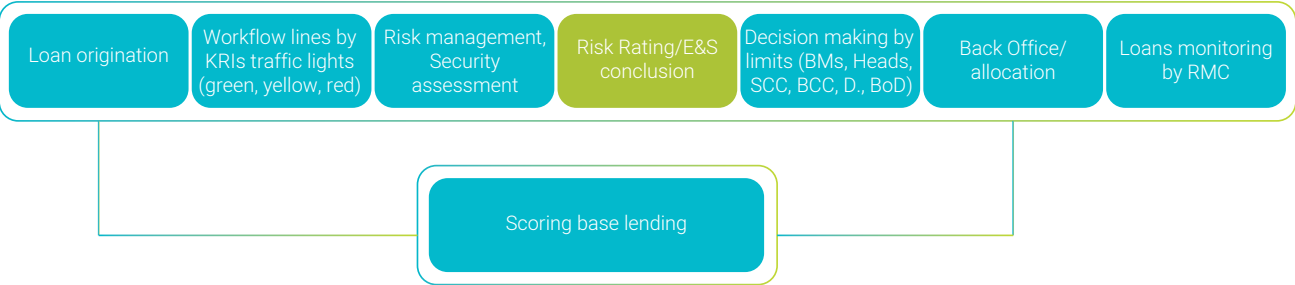 Loan origination
Workflow lines by
KRIs traffic lights
(green, yellow, red)
Risk management,
Security
assessment
Risk Rating/E&S
conclusion
Decision making by
limits (BMs, Heads,
SCC, BCC, D., BoD)
Back Office/
allocation
Loans monitoring
by RMC
Scoring base lending